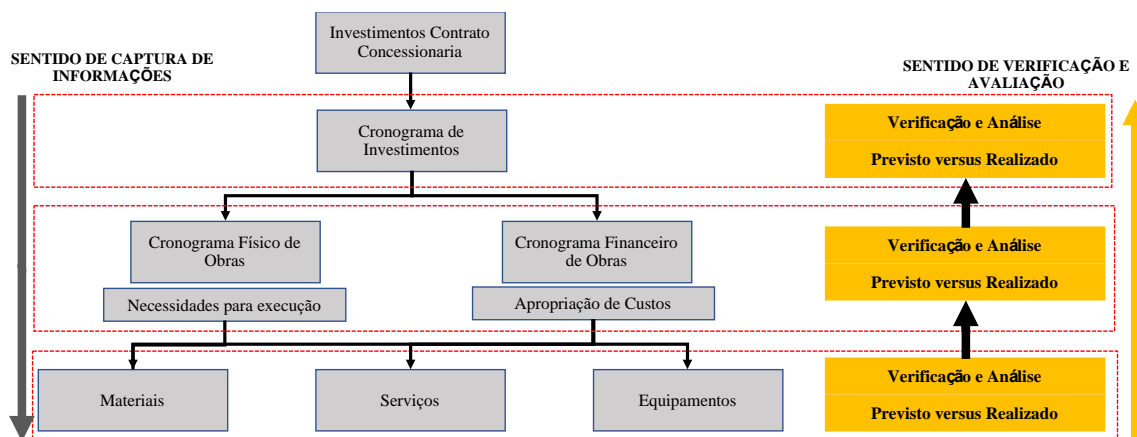 Investimentos Contrato
Concessionaria
SENTIDO DE CAPTURA DE
INFORMAÇÕES
SENTIDO DE VERIFICAÇÃO E
AVALIAÇÃO
Cronograma de
Investimentos
Verificação e Análise
Previsto versus Realizado
Cronograma Físico de
Obras
Cronograma Financeiro
de Obras
Verificação e Análise
Previsto versus Realizado
Necessidades para execução
Apropriação de Custos
Materiais
Serviços
Equipamentos
Verificação e Análise
Previsto versus Realizado